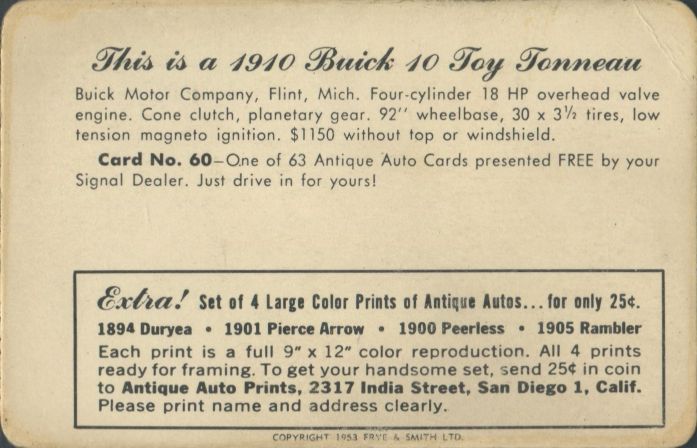 This is a 1910 Buick 10 Toy Tonneau
Buick Motor Company, Flint, Mich. Four-cylinder 18 HP overhead valve
engine. Cone clutch, planetary gear. 92" wheelbase, 30 x 3½ tires, low
tension magneto ignition. $1150 without top or windshield.
Card No. 60—One of 63 Antique Auto Cards presented FREE by your
Signal Dealer. Just drive in for yours!
Extra! Set of 4 Large Color Prints of Antique Autos... for only 25¢.
1894 Duryea • 1901 Pierce Arrow • 1900 Peerless • 1905 Rambler
Each print is a full 9" x 12" color reproduction. All 4 prints
ready for framing. To get your handsome set, send 25¢ in coin
to Antique Auto Prints, 2317 India Street, San Diego 1, Calif.
Please print name and address clearly.
COPYRIGHT 1953 FRYE & SMITH LTD.